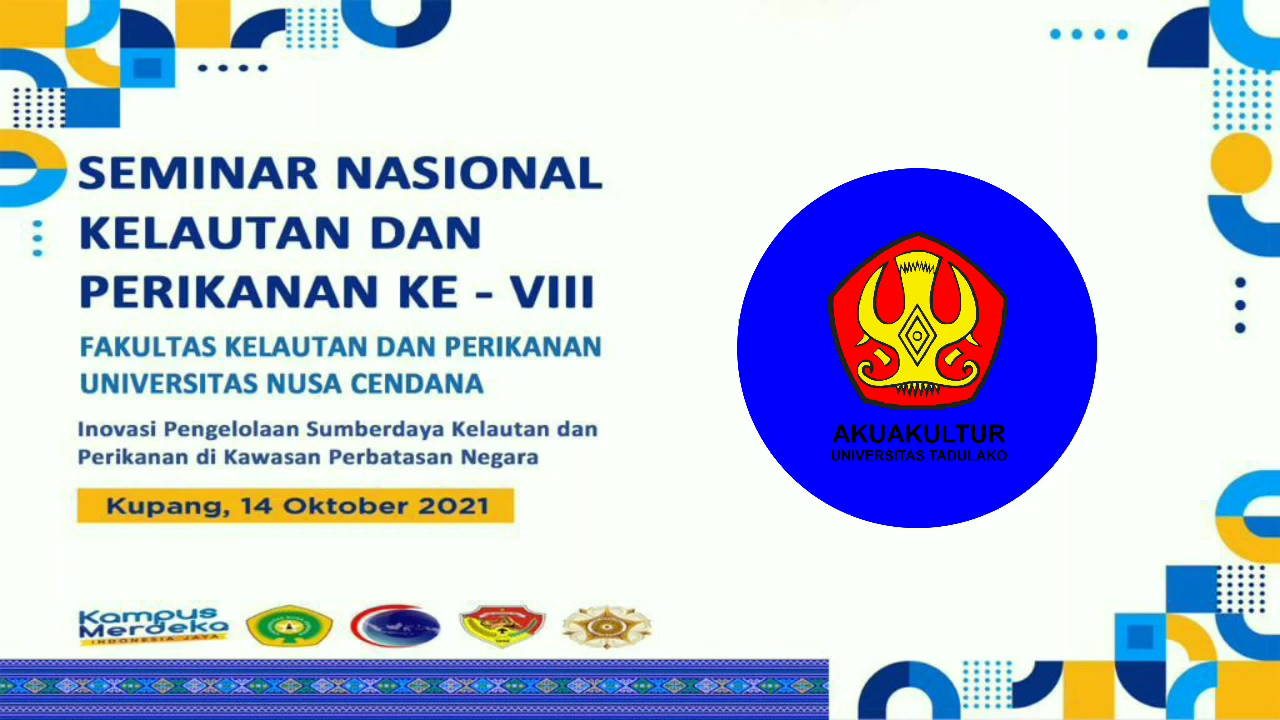 SEMINAR NASIONAL
KELAUTAN DAN
PERIKANAN KE - VIII
FAKULTAS KELAUTAN DAN PERIKANAN
UNIVERSITAS NUSA CENDANA
Inovasi Pengelolaan Sumberdaya Kelautan dan
Perikanan di Kawasan Perbatasan Negara
Kupang, 14 Oktober 2021
AKUAKULTUR
UNIVERSITAS TADULAKO
Kampus
Merdeka
INDONESIA JAYA